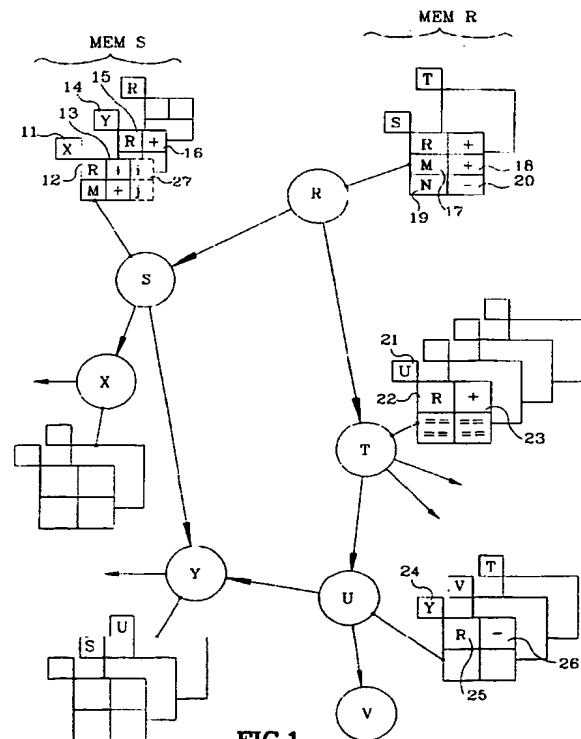 MEM S
MEM R
14
15
R
T
13
Y
11
R +
16
S
X
R +
12
R + +
27
M + 18
M + +
N - 20
19 17
R
S
21
U
X
22
R +
== ==
== ==
23
T
T
24
V
Y
Y
U
R -
U
S
26
25
V
FIG.1